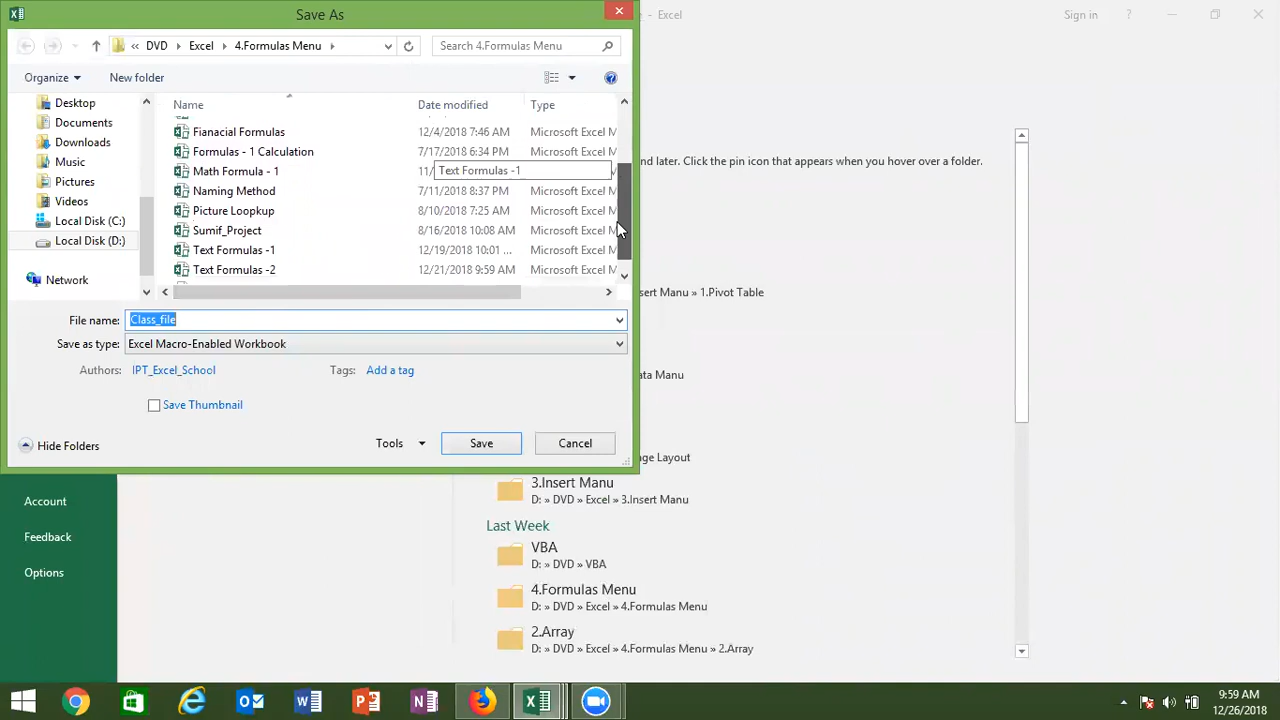 Save As
- Excel
Sign in
DVD Excel 4.Formulas Menu
Search 4.Formulas Menu
Organize
New folder
Desktop
Documents
Downloads
Music
Pictures
Videos
Local Disk (C:)
Local Disk (D:)
Network
Name Date modified Type
Fianacial Formulas 12/4/2018 7:46 AM Microsoft Excel M
Formulas - 1 Calculation 7/17/2018 6:34 PM Microsoft Excel M
Math Formula - 1 11/
Text Formulas -1
Naming Method 7/11/2018 8:37 PM Microsoft Excel M
Picture Loopkup 8/10/2018 7:25 AM Microsoft Excel M
Sumif_Project 8/16/2018 10:08 AM Microsoft Excel M
Text Formulas -1 12/19/2018 10:01 ... Microsoft Excel M
Text Formulas -2 12/21/2018 9:59 AM Microsoft Excel M
File name: Class_file
Save as type: Excel Macro-Enabled Workbook
Authors: IPT_Excel_School
Tags: Add a tag
Save Thumbnail
Hide Folders
Tools
Save
Cancel
nd later. Click the pin icon that appears when you hover over a folder.
sert Manu » 1.Pivot Table
ata Manu
age Layout
3.Insert Manu
D: » DVD » Excel » 3.Insert Manu
Last Week
VBA
D: » DVD » VBA
4.Formulas Menu
D: » DVD » Excel » 4.Formulas Menu
2.Array
D: » DVD » Excel » 4.Formulas Menu » 2.Array
Account
Feedback
Options
9:59 AM
12/26/2018